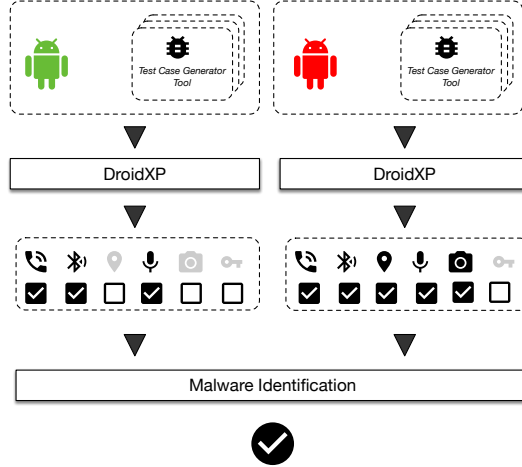 Test Case Generator
Tool
Test Case Generator
Tool
DroidXP
DroidXP
Malware Identification